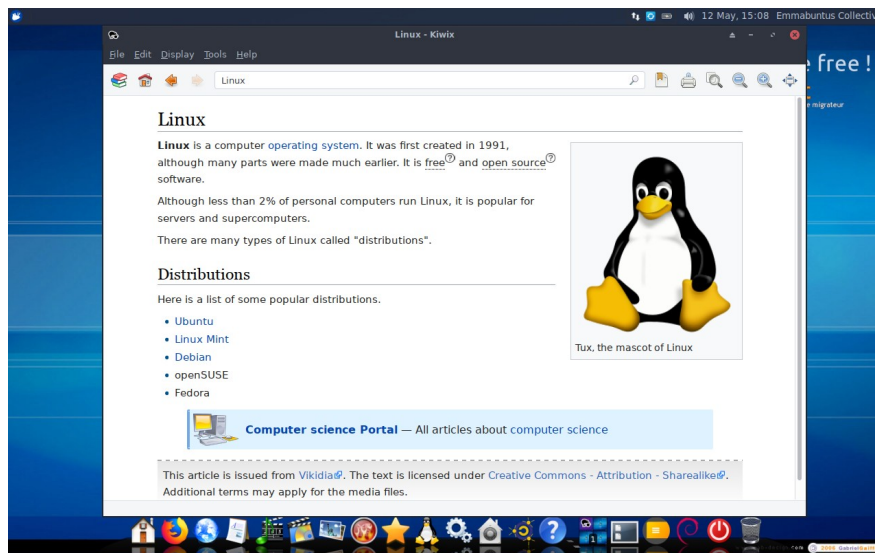 12 May, 15:08 Emmabuntus Collectiv
Linux - Kiwix
File Edit Display Tools Help
e free !
Linux
e migrateur
Linux
Linux is a computer operating system. It was first created in 1991,
although many parts were made much earlier. It is free? and open source?
software.
Although less than 2% of personal computers run Linux, it is popular for
servers and supercomputers.
There are many types of Linux called "distributions".
Tux, the mascot of Linux
Distributions
Here is a list of some popular distributions.
Ubuntu
Linux Mint
Debian
openSUSE
Fedora
Computer science Portal — All articles about computer science
This article is issued from Vikidia. The text is licensed under Creative Commons - Attribution - Sharealike.
Additional terms may apply for the media files.
1